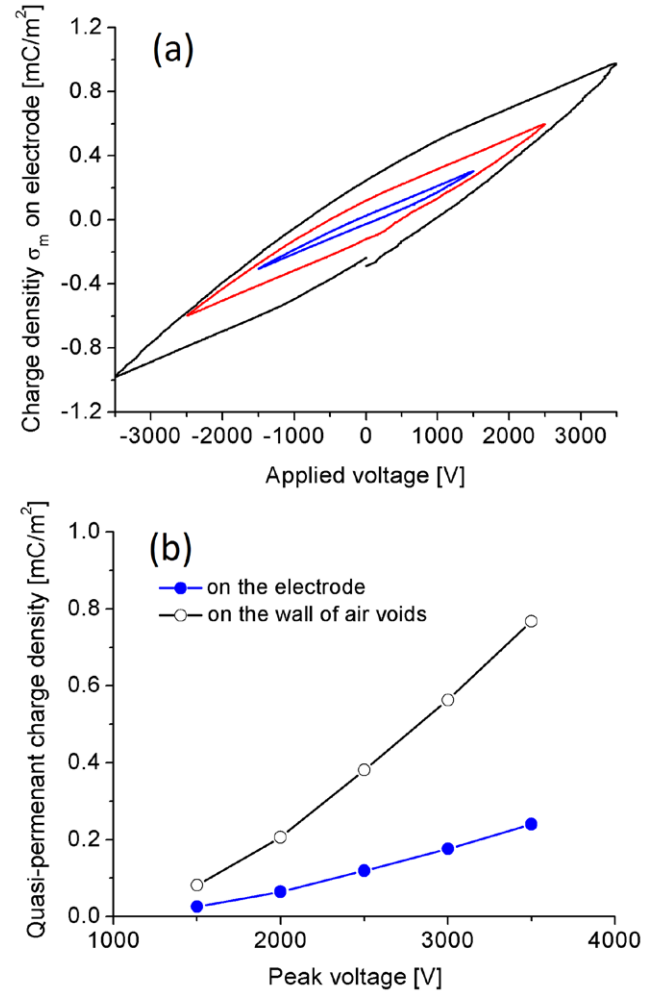 (a)
Charge densitiy σm on electrode [mC/m²]
1.2
0.8
0.4
0.0
-0.4
-0.8
-1.2
-3000 -2000 -1000 0 1000 2000 3000
Applied voltage [V]
(b)
on the electrode
on the wall of air voids
Quasi-permenant charge density [mC/m²]
1.0
0.8
0.6
0.4
0.2
0.0
1000 2000 3000 4000
Peak voltage [V]